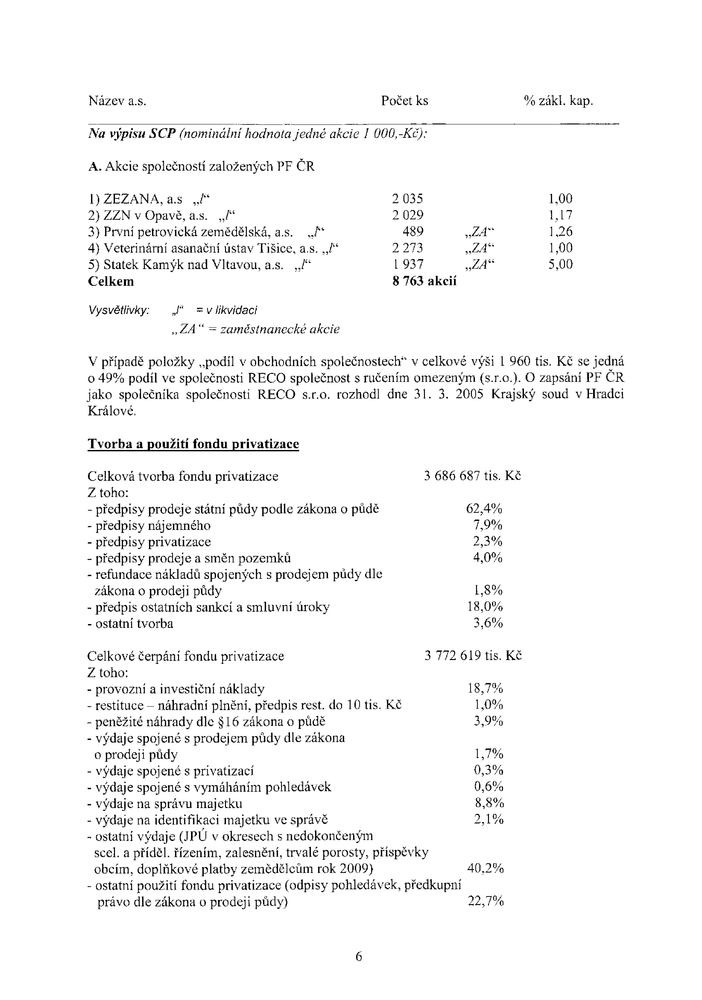 Název a.s. Počet ks % zákl. kap.
Na výpisu SCP (nominální hodnota jedné akcie 1 000,-Kč):
A. Akcie společností založených PF ČR
1) ZEZANA, a.s „l“ 2 035 1,00
2) ZZN v Opavě, a.s. „l“ 2 029 1,17
3) První petrovická zemědělská, a.s. „l“ 489 „ZA“ 1,26
4) Veterinární asanační ústav Tišice, a.s. „l“ 2 273 „ZA“ 1,00
5) Statek Kamýk nad Vltavou, a.s. „l“ 1 937 „ZA“ 5,00
Celkem 8 763 akcií
Vysvětlivky: „l“ = v likvidaci
„ZA“ = zaměstnanecké akcie
V případě položky „podíl v obchodních společnostech“ v celkové výši 1 960 tis. Kč se jedná
o 49% podíl ve společnosti RECO společnost s ručením omezeným (s.r.o.). O zapsání PF ČR
jako společníka společnosti RECO s.r.o. rozhodl dne 31. 3. 2005 Krajský soud v Hradci
Králové.
Tvorba a použití fondu privatizace
Celková tvorba fondu privatizace 3 686 687 tis. Kč
Z toho:
- předpisy prodeje státní půdy podle zákona o půdě 62,4%
- předpisy nájemného 7,9%
- předpisy privatizace 2,3%
- předpisy prodeje a směn pozemků 4,0%
- refundace nákladů spojených s prodejem půdy dle
zákona o prodeji půdy 1,8%
- předpis ostatních sankcí a smluvní úroky 18,0%
- ostatní tvorba 3,6%
Celkové čerpání fondu privatizace 3 772 619 tis. Kč
Z toho:
- provozní a investiční náklady 18,7%
- restituce – náhradní plnění, předpis rest. do 10 tis. Kč 1,0%
- peněžité náhrady dle §16 zákona o půdě 3,9%
- výdaje spojené s prodejem půdy dle zákona
o prodeji půdy 1,7%
- výdaje spojené s privatizací 0,3%
- výdaje spojené s vymáháním pohledávek 0,6%
- výdaje na správu majetku 8,8%
- výdaje na identifikaci majetku ve správě 2,1%
- ostatní výdaje (JPÚ v okresech s nedokončeným
scel. a příděl. řízením, zalesnění, trvalé porosty, příspěvky
obcím, doplňkové platby zemědělcům rok 2009) 40,2%
- ostatní použití fondu privatizace (odpisy pohledávek, předkupní
právo dle zákona o prodeji půdy) 22,7%
6